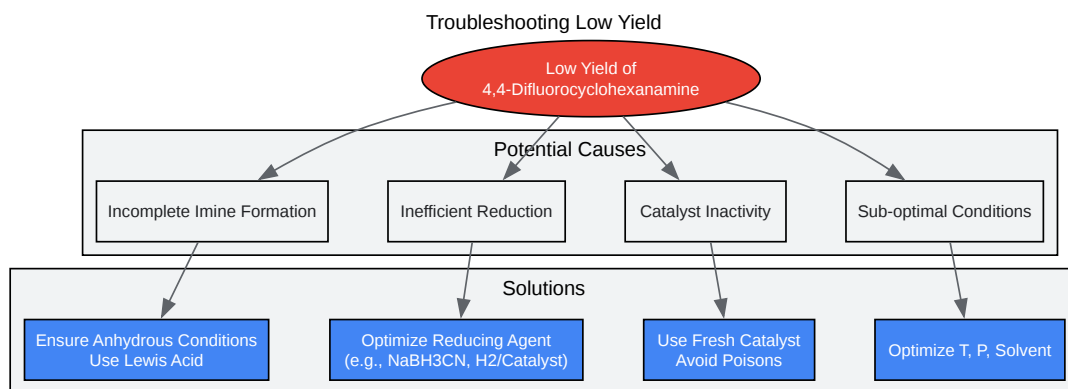 Troubleshooting Low Yield
Low Yield of
4,4-Difluorocyclohexanamine
Potential Causes
Incomplete Imine Formation
Inefficient Reduction
Catalyst Inactivity
Sub-optimal Conditions
Solutions
Ensure Anhydrous Conditions
Use Lewis Acid
Optimize Reducing Agent
(e.g., NaBH3CN, H2/Catalyst)
Use Fresh Catalyst
Avoid Poisons
Optimize T, P, Solvent